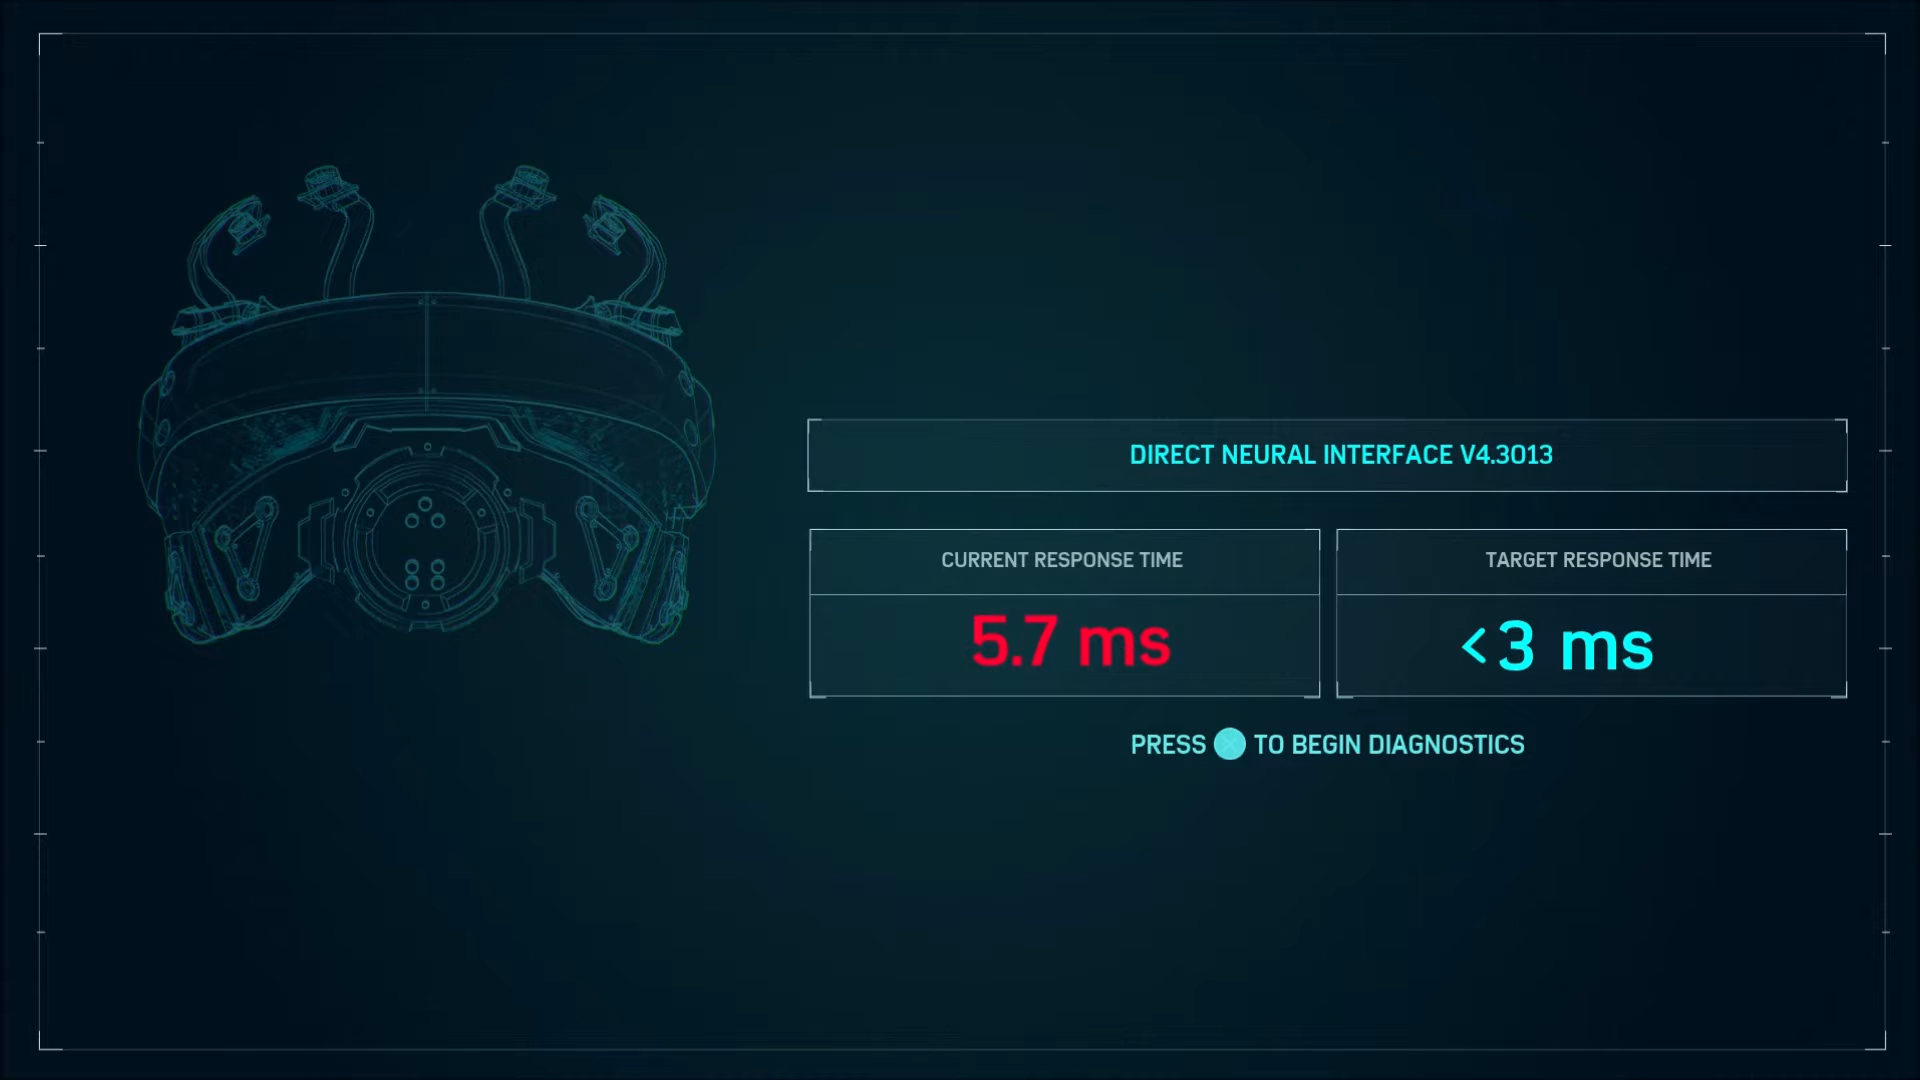 DIRECT NEURAL INTERFACE V4.3013
CURRENT RESPONSE TIME
TARGET RESPONSE TIME
5.7 ms
<3 ms
PRESS TO BEGIN DIAGNOSTICS